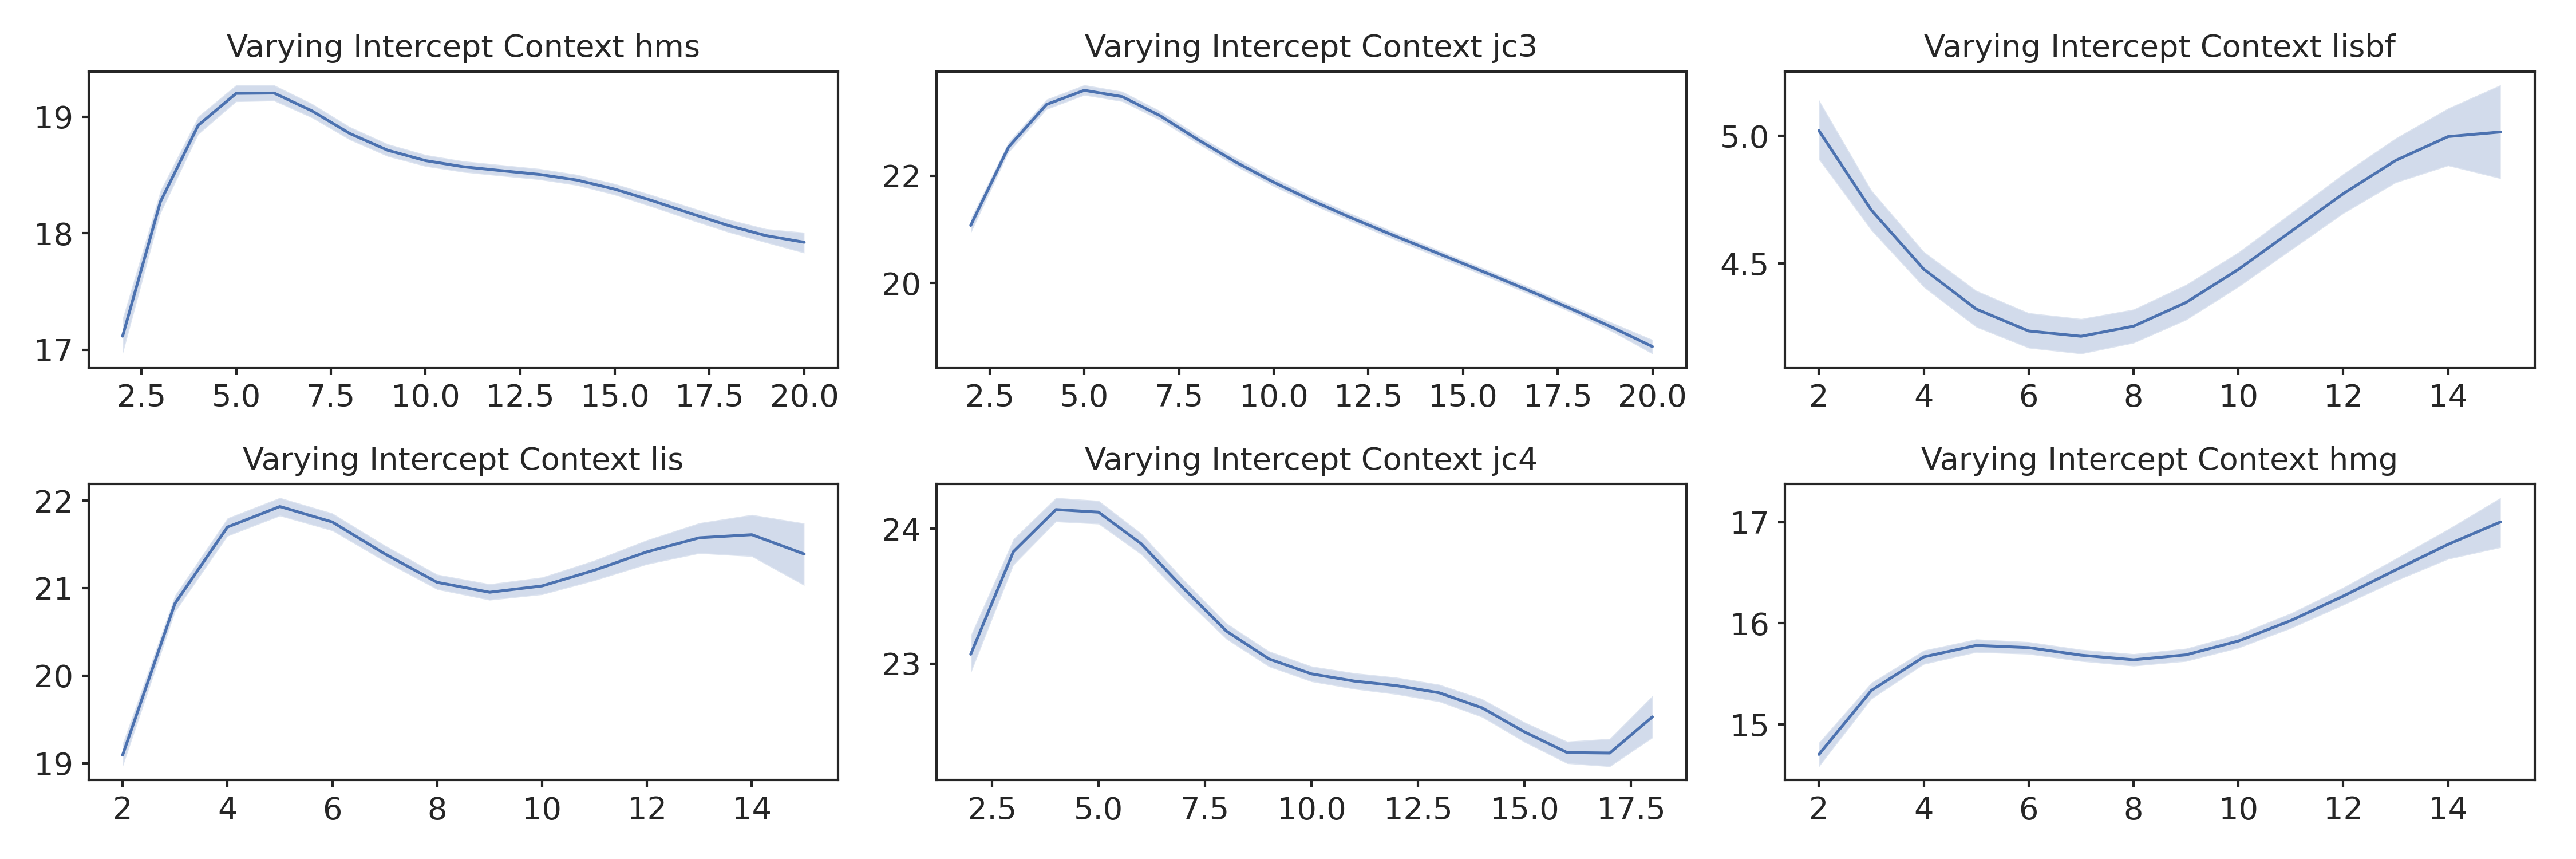 Varying Intercept Context hms
19
18
17
2.5 5.0 7.5 10.0 12.5 15.0 17.5 20.0
Varying Intercept Context jc3
22
20
2.5 5.0 7.5 10.0 12.5 15.0 17.5 20.0
Varying Intercept Context lisbf
5.0
4.5
2 4 6 8 10 12 14
Varying Intercept Context lis
22
21
20
19
2 4 6 8 10 12 14
Varying Intercept Context jc4
24
23
2.5 5.0 7.5 10.0 12.5 15.0 17.5
Varying Intercept Context hmg
17
16
15
2 4 6 8 10 12 14